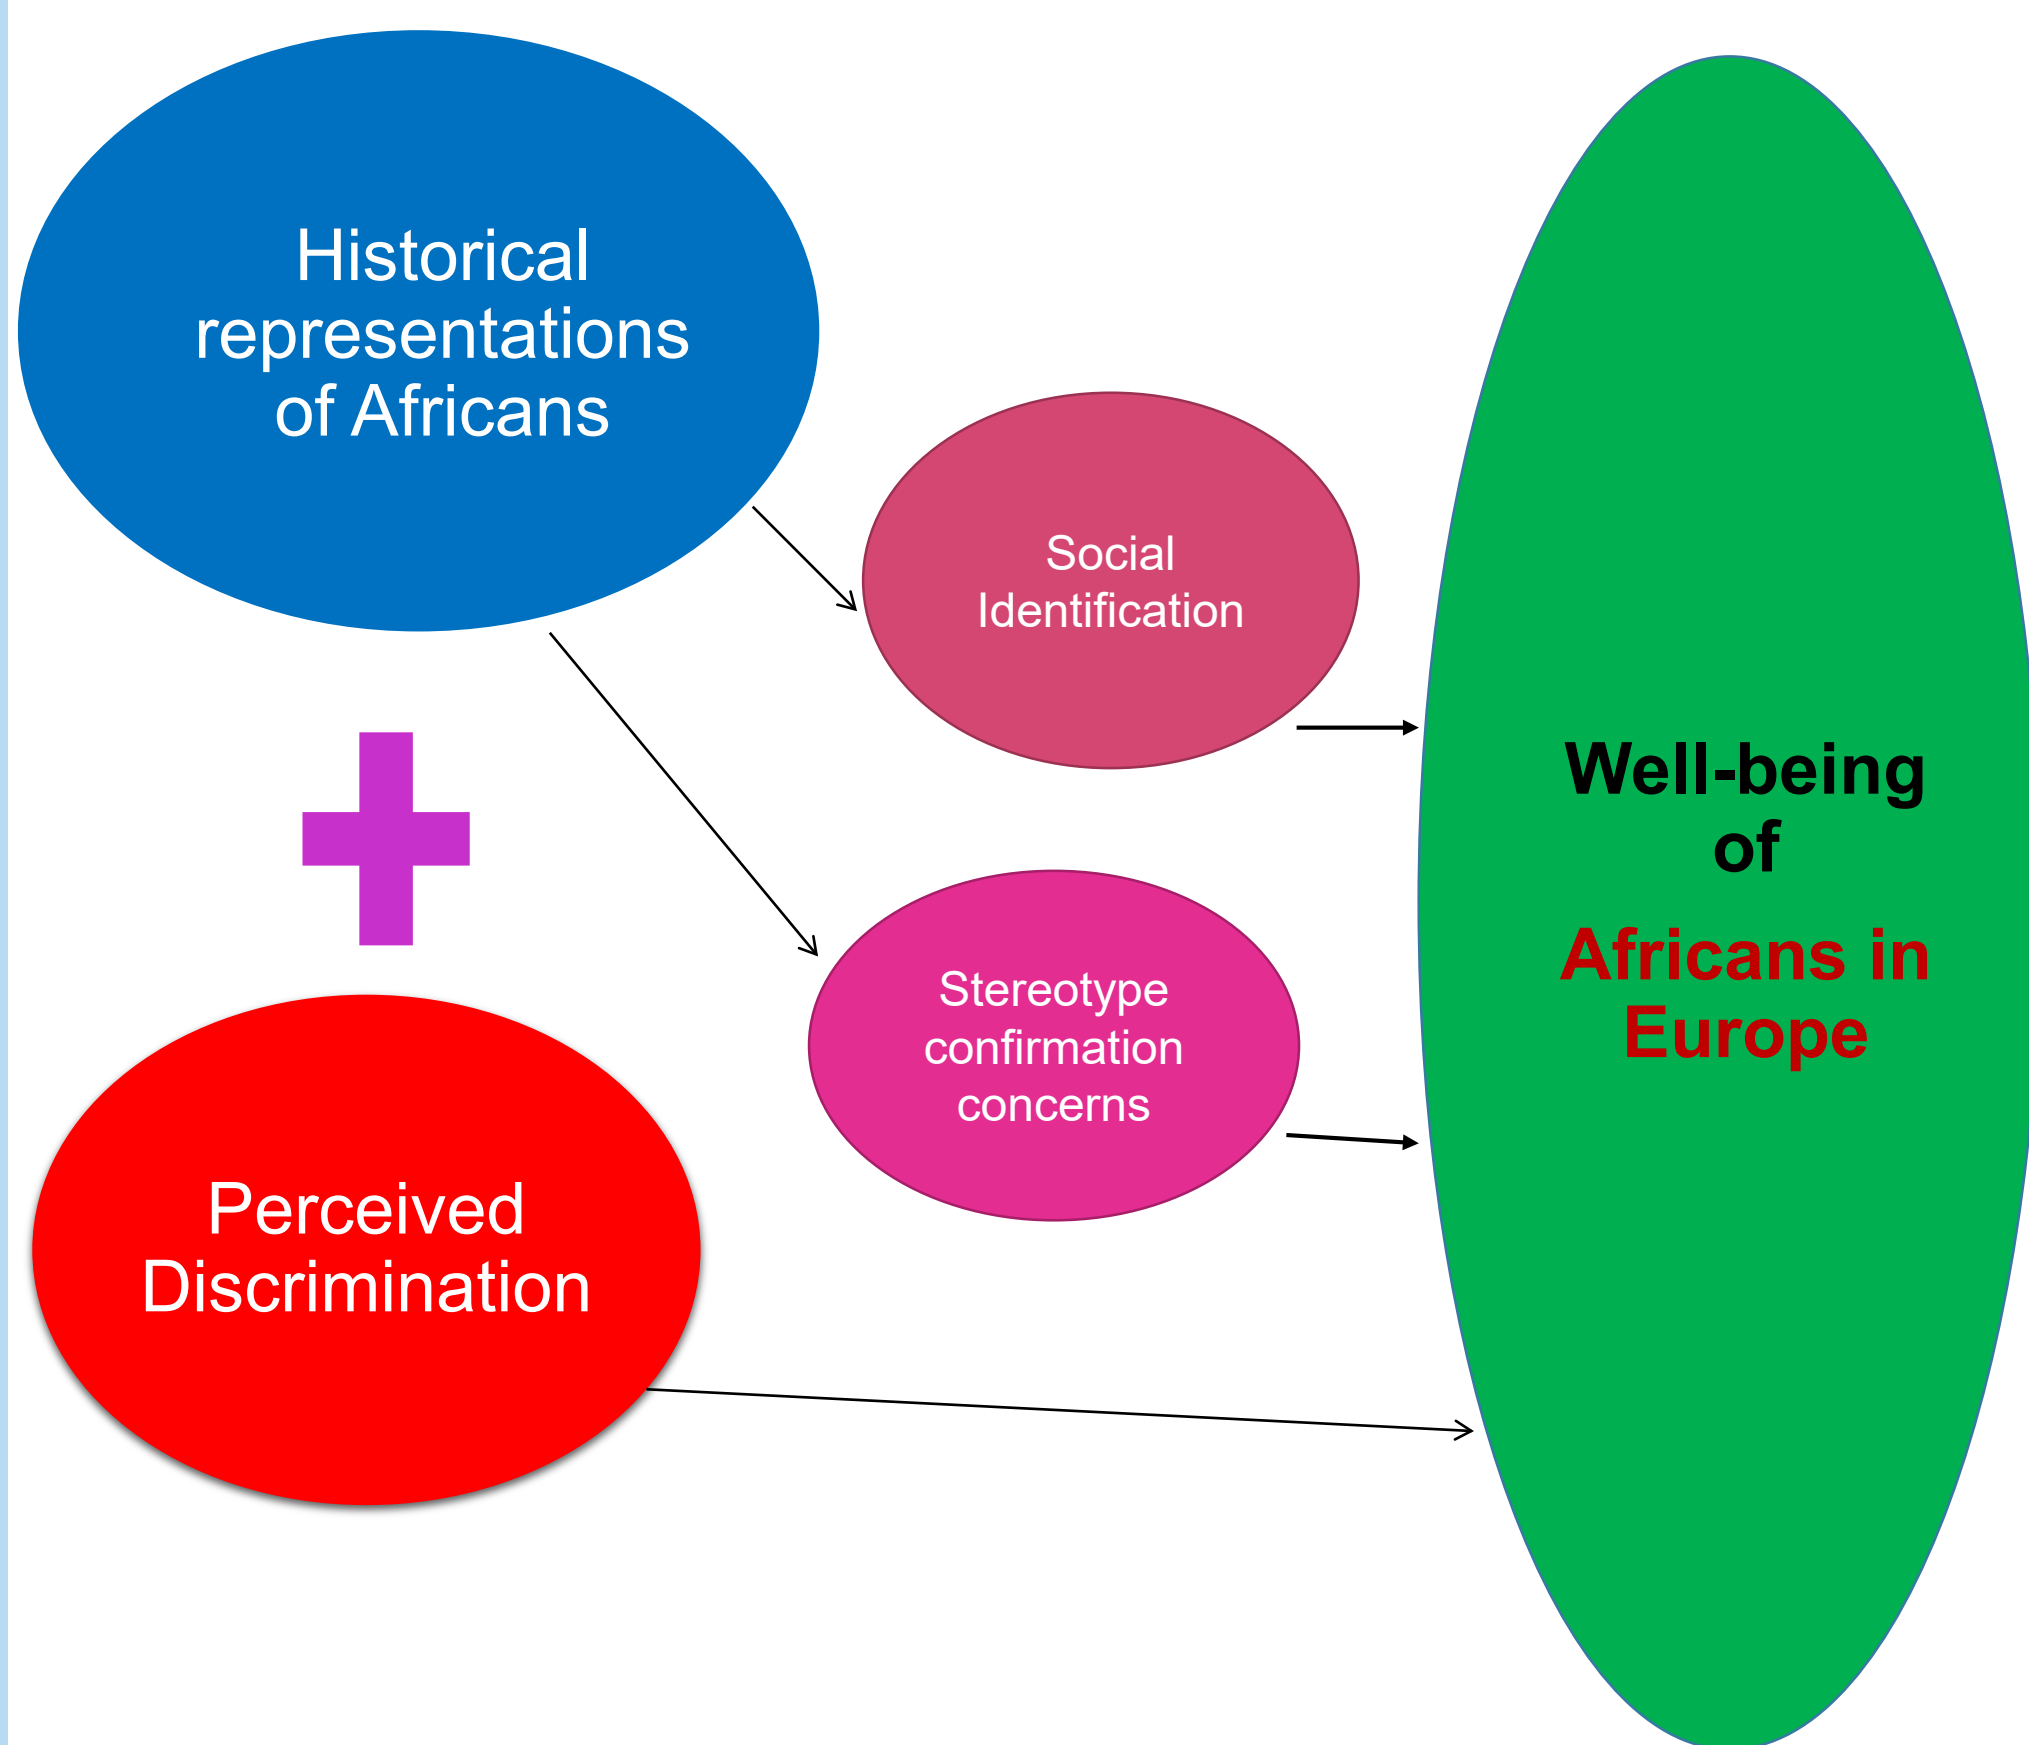 Historical
representations
of Africans
Social
Identification
Stereotype
confirmation
concerns
Perceived
Discrimination
Well-being
of
Africans in
Europe